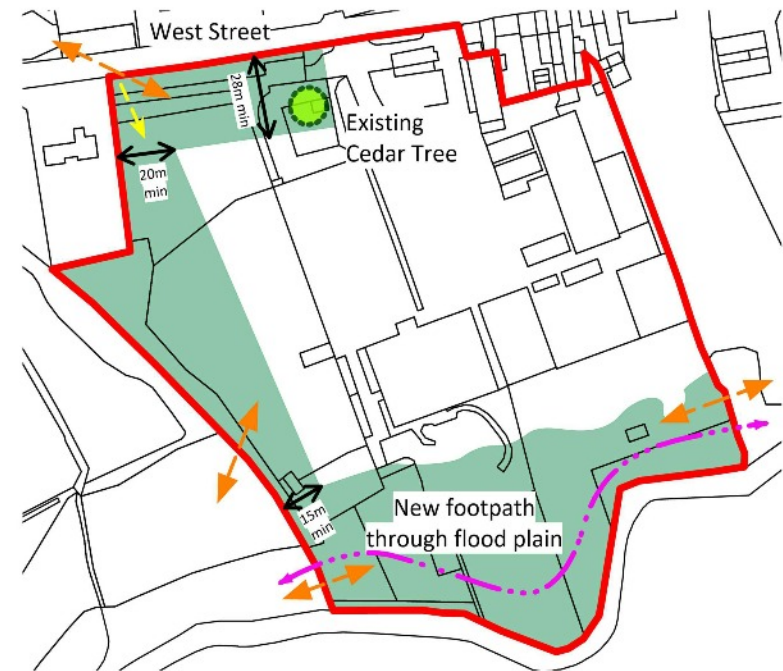 West Street
28m min
Existing
Cedar Tree
20m
min
15m
min
New footpath
through flood plain